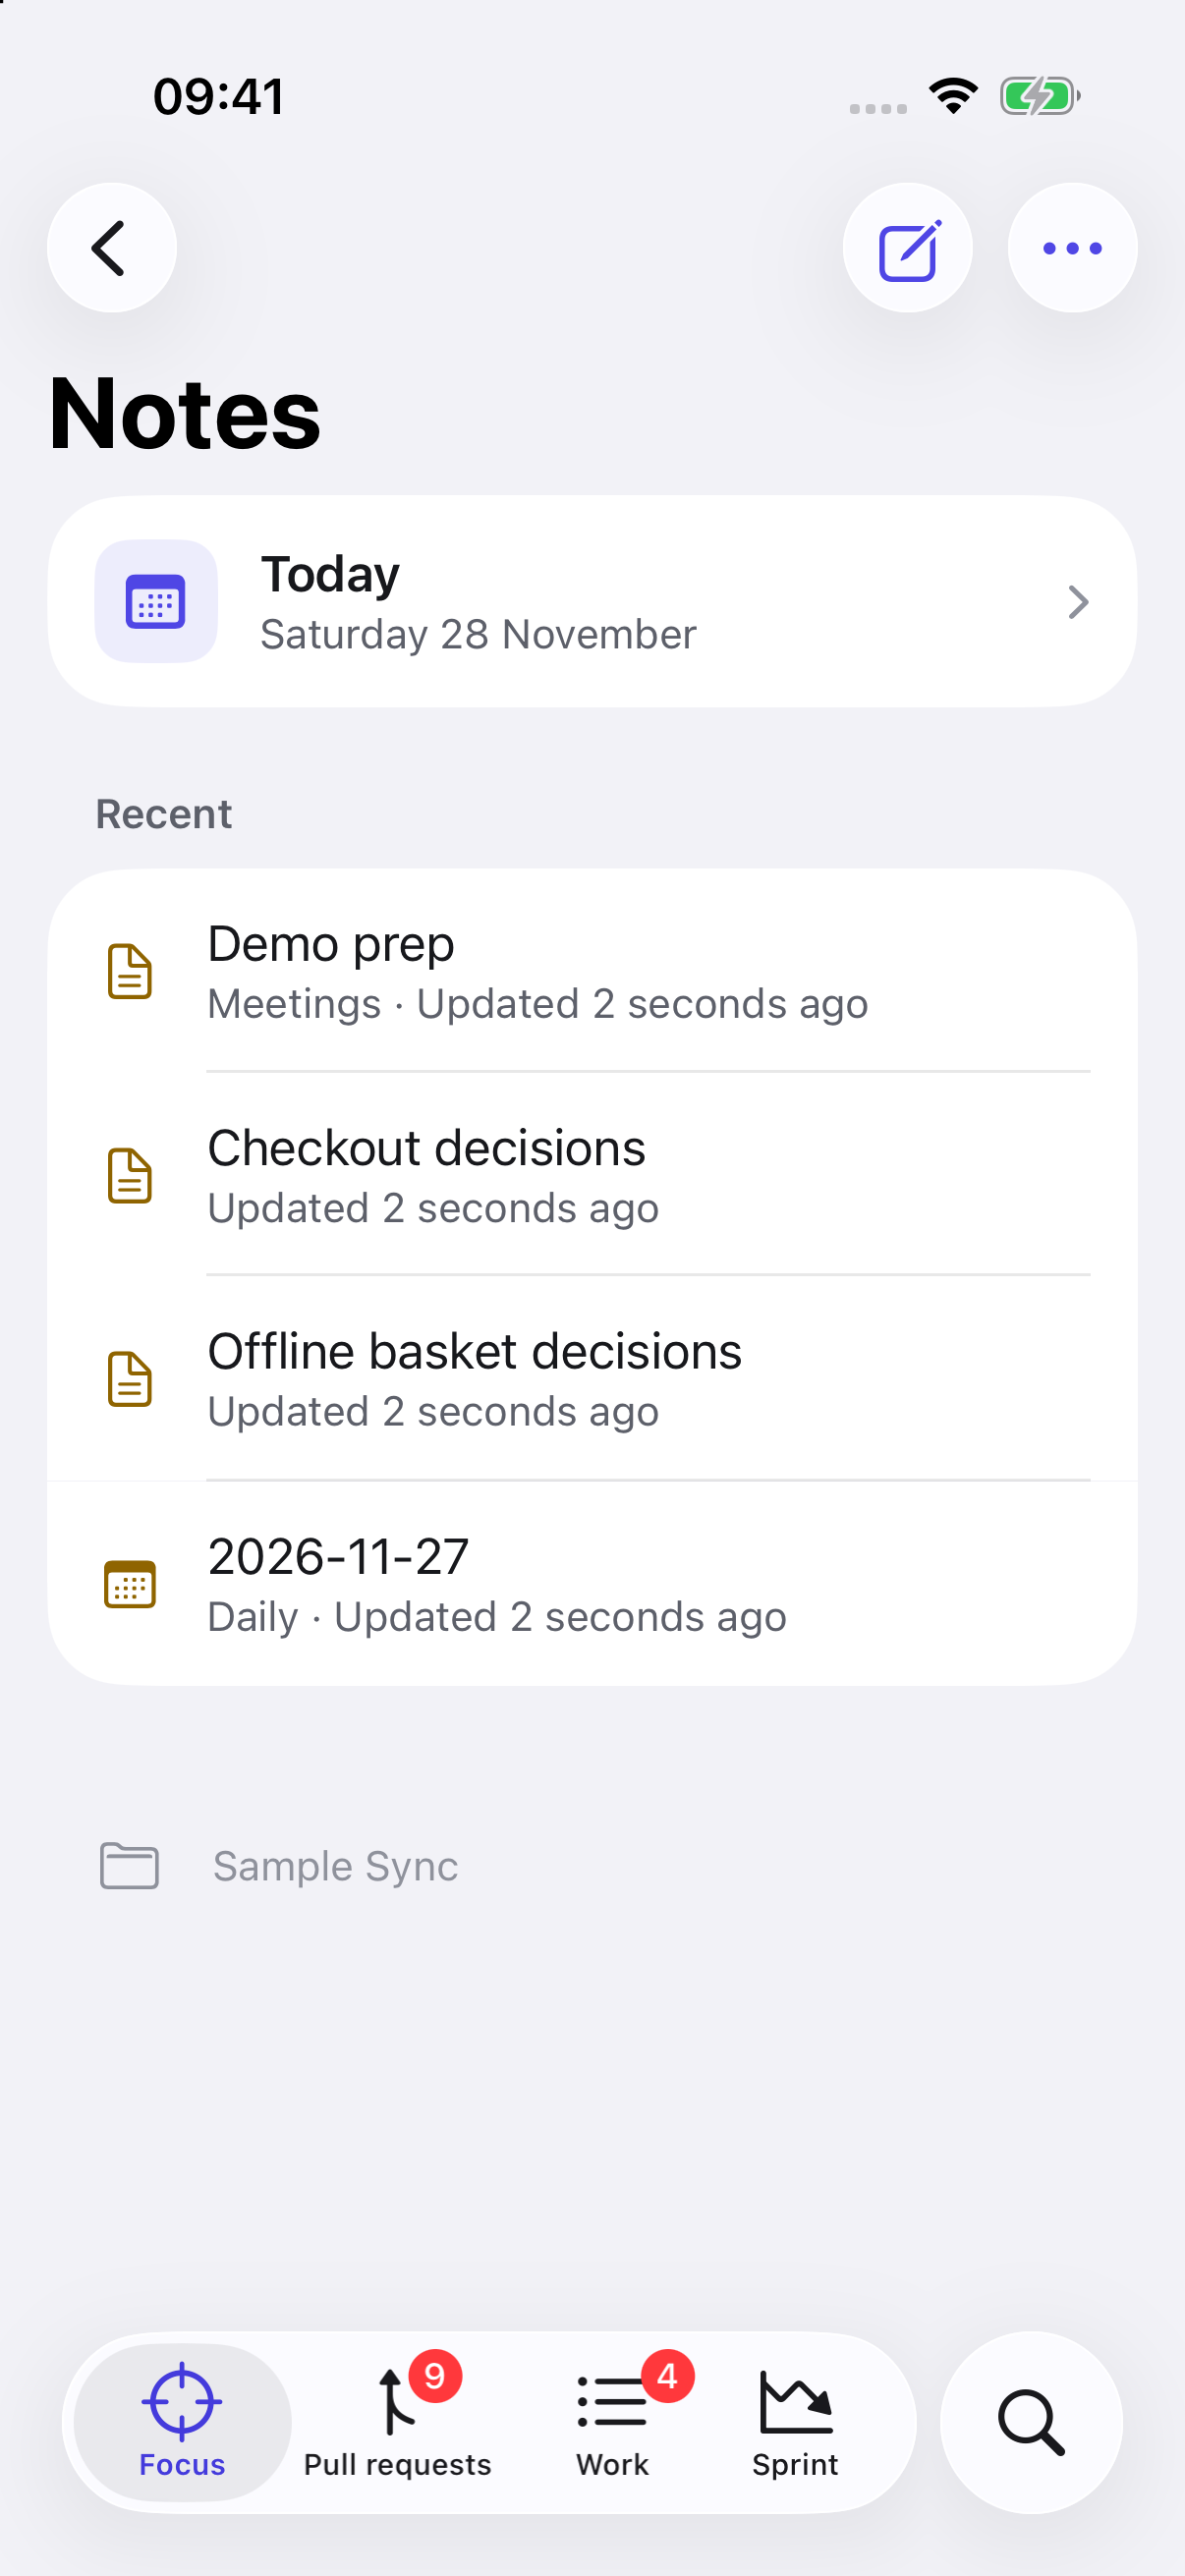 09:41
Notes
Today
Saturday 28 November
Recent
Demo prep
Meetings · Updated 2 seconds ago
Checkout decisions
Updated 2 seconds ago
Offline basket decisions
Updated 2 seconds ago
2026-11-27
Daily · Updated 2 seconds ago
Sample Sync
9
4
Focus
Pull requests
Work
Sprint